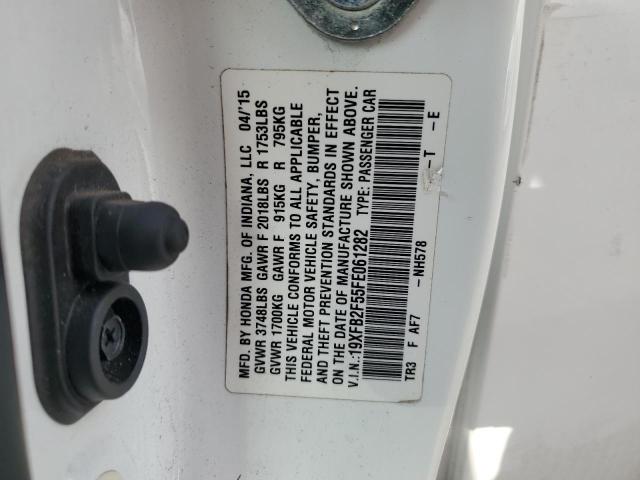 MFD. BY HONDA MFG. OF INDIANA, LLC 04/'15
GVWR 3748LBS GAWR F 2018LBS R 1753LBS
GVWR 1700KG GAWR F 915KG R 795KG
THIS VEHICLE CONFORMS TO ALL APPLICABLE
FEDERAL MOTOR VEHICLE SAFETY, BUMPER,
AND THEFT PREVENTION STANDARDS IN EFFECT
ON THE DATE OF MANUFACTURE SHOWN ABOVE.
V.I.N.:19XFB2F55FE061282 TYPE: PASSENGER CAR
TR3 F AF7 -NH578 -T -E